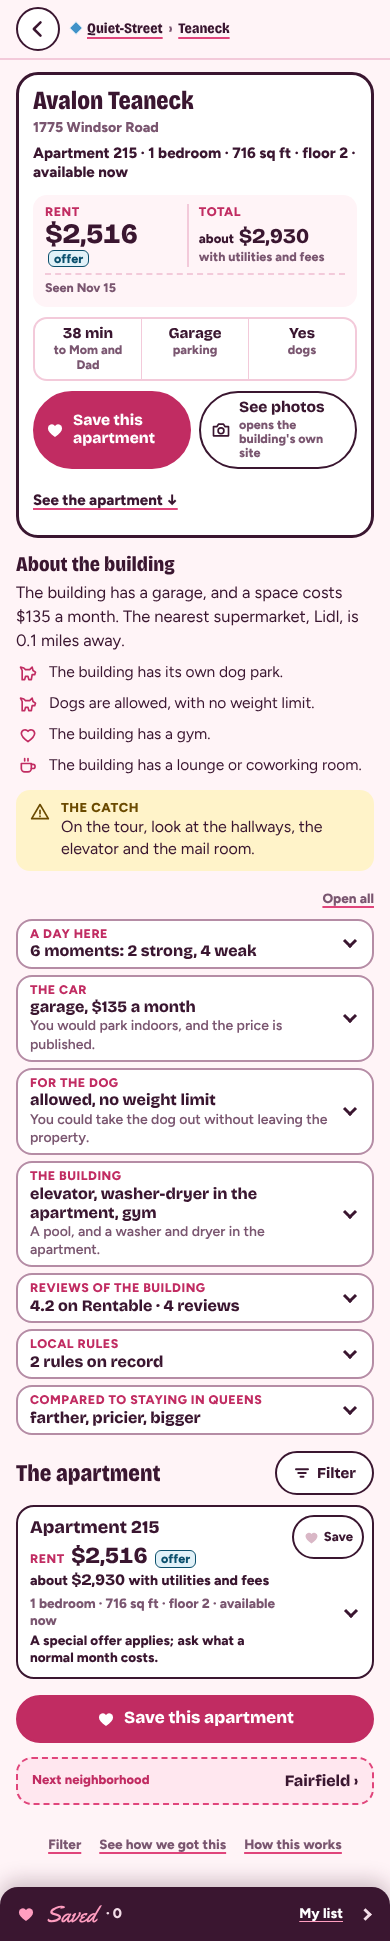 Quiet-Street › Teaneck
Avalon Teaneck
1775 Windsor Road
Apartment 215 · 1 bedroom · 716 sq ft · floor 2 ·
available now
RENT
$2,516
offer
TOTAL
about $2,930
with utilities and fees
Seen Nov 15
38 min
to Mom and
Dad
Garage
parking
Yes
dogs
Save this
apartment
See photos
opens the
building's own
site
See the apartment ↓
About the building
The building has a garage, and a space costs
$135 a month. The nearest supermarket, Lidl, is
0.1 miles away.
The building has its own dog park.
Dogs are allowed, with no weight limit.
The building has a gym.
The building has a lounge or coworking room.
THE CATCH
On the tour, look at the hallways, the
elevator and the mail room.
Open all
A DAY HERE
6 moments: 2 strong, 4 weak
THE CAR
garage, $135 a month
You would park indoors, and the price is
published.
FOR THE DOG
allowed, no weight limit
You could take the dog out without leaving the
property.
THE BUILDING
elevator, washer-dryer in the
apartment, gym
A pool, and a washer and dryer in the
apartment.
REVIEWS OF THE BUILDING
4.2 on Rentable · 4 reviews
LOCAL RULES
2 rules on record
COMPARED TO STAYING IN QUEENS
farther, pricier, bigger
The apartment
Filter
Apartment 215
Save
RENT $2,516 offer
about $2,930 with utilities and fees
1 bedroom · 716 sq ft · floor 2 · available
now
A special offer applies; ask what a
normal month costs.
Save this apartment
Next neighborhood
Fairfield ›
Filter
See how we got this
How this works
Saved · 0
My list